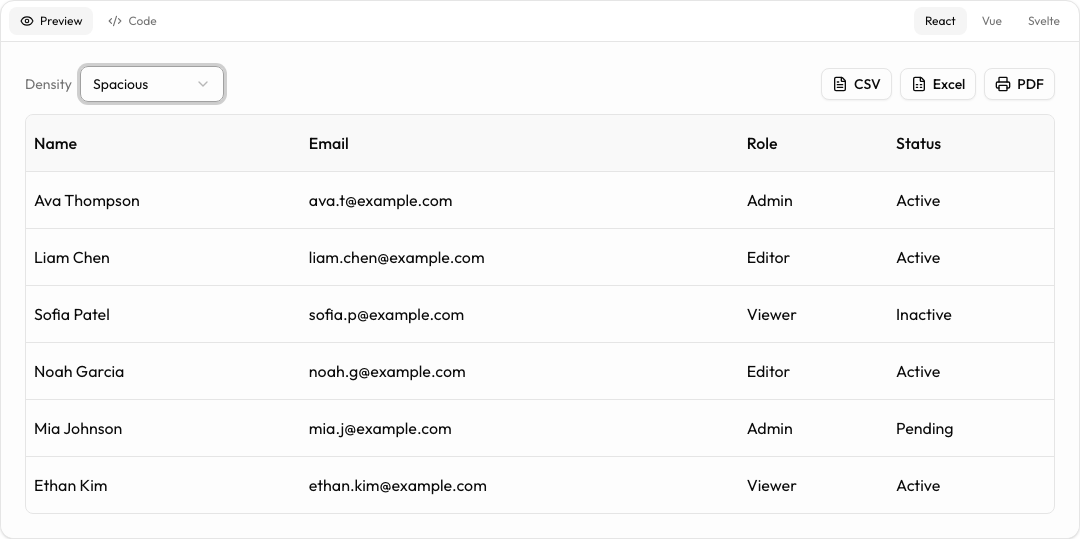 Preview Code React Vue Svelte
Density Spacious CSV Excel PDF
Name Email Role Status
Ava Thompson ava.t@example.com Admin Active
Liam Chen liam.chen@example.com Editor Active
Sofia Patel sofia.p@example.com Viewer Inactive
Noah Garcia noah.g@example.com Editor Active
Mia Johnson mia.j@example.com Admin Pending
Ethan Kim ethan.kim@example.com Viewer Active